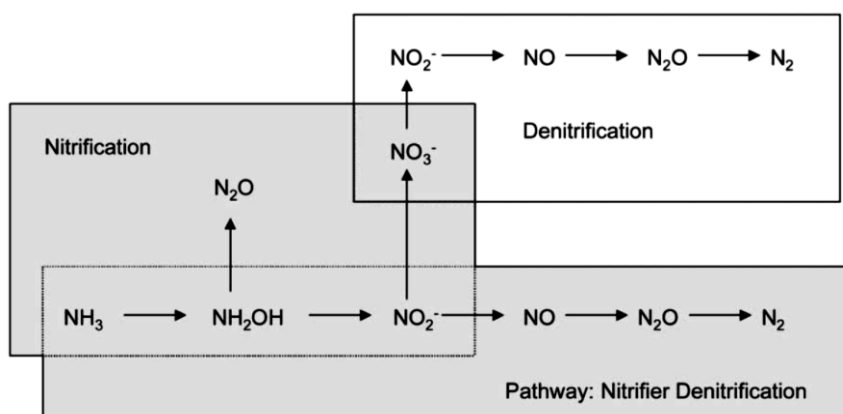 NO₂⁻ → NO → N₂O → N₂
Denitrification
Nitrification
NO₃⁻
N₂O
NH₃ → NH₂OH → NO₂⁻ → NO → N₂O → N₂
Pathway: Nitrifier Denitrification